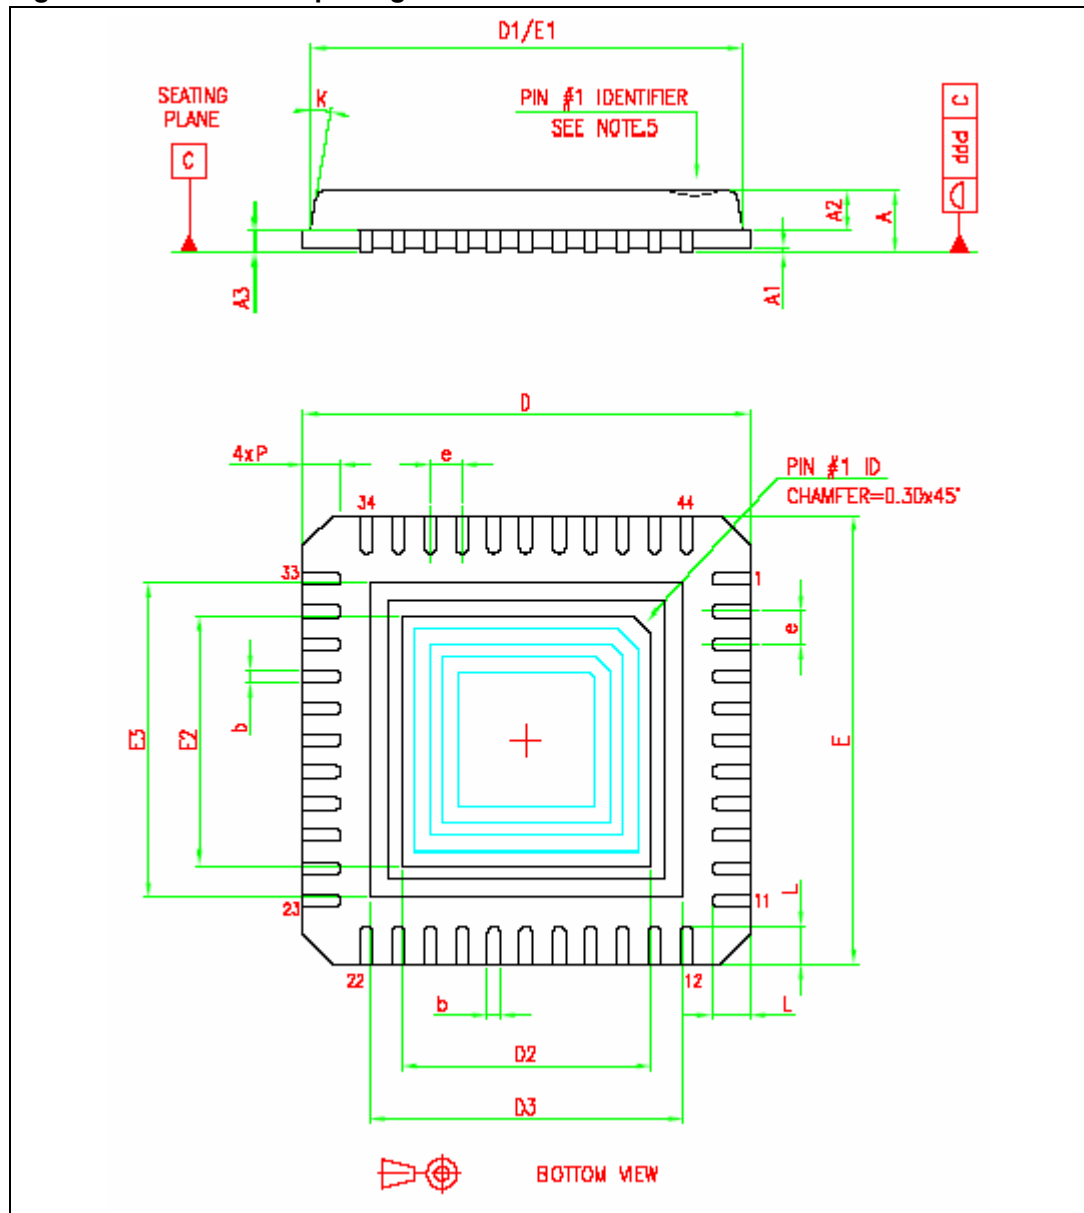 D1/E1
SEATING
PLANE
K
PIN #1 IDENTIFIER
SEE NOTE.5
C
C
ddd
A2
A
A3
A1
D
4xP
e
PIN #1 ID
CHAMFER=0.30x45°
34
44
33
1
e
b
E3
E2
E
L
23
11
22
12
b
L
D2
D3
BOTTOM VIEW